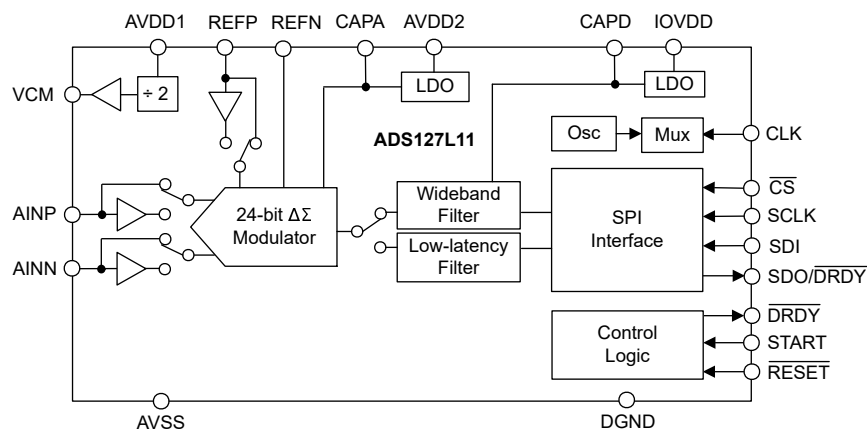 AVDD1 REFP REFN CAPA AVDD2 CAPD IOVDD
VCM
÷ 2
LDO
LDO
ADS127L11
Osc
Mux
CLK
AINP
AINN
24-bit ΔΣ
Modulator
Wideband
Filter
Low-latency
Filter
SPI
Interface
CS
SCLK
SDI
SDO/DRDY
Control
Logic
DRDY
START
RESET
AVSS
DGND